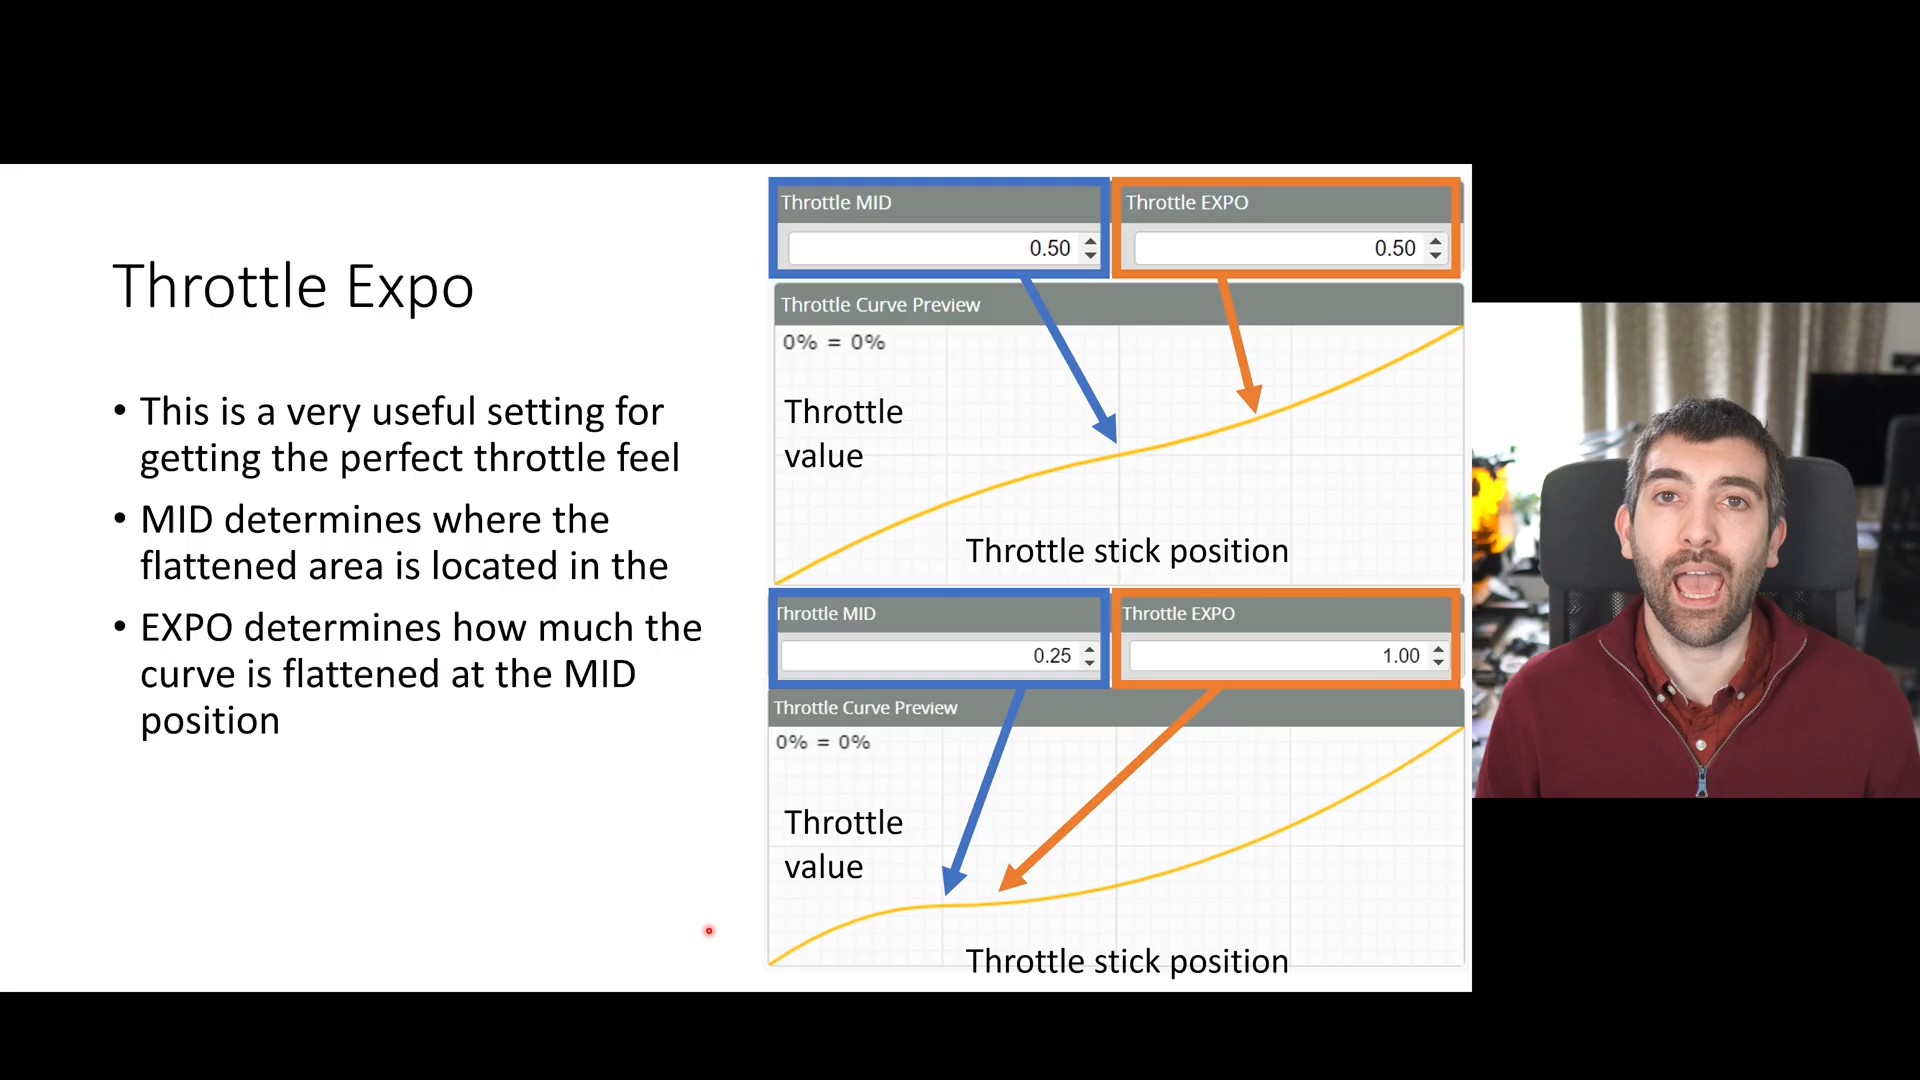 Throttle Expo
• This is a very useful setting for
getting the perfect throttle feel
• MID determines where the
flattened area is located in the
• EXPO determines how much the
curve is flattened at the MID
position
Throttle MID
0.50
Throttle EXPO
0.50
Throttle Curve Preview
0% = 0%
Throttle
value
Throttle stick position
Throttle MID
0.25
Throttle EXPO
1.00
Throttle Curve Preview
0% = 0%
Throttle
value
Throttle stick position